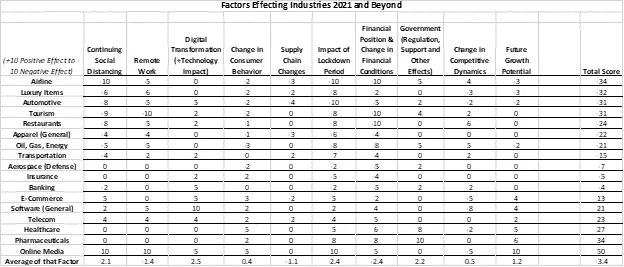 Factors Effecting Industries 2021 and Beyond
(+10 Positive Effect to -10 Negative Effect) Continuing Social Distancing Remote Work Digital Transformation (+Technology Impact) Change in Consumer Behavior Supply Chain Changes Impact of Lockdown Period Financial Position & Change in Financial Conditions Government (Regulation, Support and Other Effects) Change in Competitive Dynamics Future Growth Potential Total Score
Airline -10 -5 0 -2 -3 -10 -10 5 4 -3 -34
Luxury Items -6 -6 0 -2 -2 -8 -2 0 -3 -3 -32
Automotive -8 -5 5 -2 -4 -10 -5 2 -2 -2 -31
Tourism -9 -10 2 -2 0 -8 -10 4 2 0 -31
Restaurants -8 -5 2 -1 0 -8 -10 0 6 0 -24
Apparel (General) -4 -4 0 -1 -3 -6 -4 0 0 0 -22
Oil, Gas, Energy -5 -5 0 -3 0 -8 -8 5 5 -2 -21
Transportation -4 -2 2 0 -2 -7 -4 0 2 0 -15
Aerospace (Defense) 0 0 0 -2 0 -2 -5 2 0 0 -7
Insurance 0 0 2 2 0 -5 -4 0 0 0 -5
Banking -2 0 5 0 0 -2 -5 -2 2 0 -4
E-Commerce 5 0 5 3 -2 5 -2 0 -5 4 13
Software (General) 2 5 10 2 0 2 4 0 -8 4 21
Telecom 4 4 4 2 -2 4 5 0 0 2 23
Healthcare 0 0 0 5 0 5 6 8 -2 5 27
Pharmaceuticals 0 0 0 2 0 8 8 10 0 6 34
Online Media 10 10 5 5 0 10 5 0 -5 10 50
Average of that Factor -2.1 -1.4 2.5 0.4 -1.1 -2.4 -2.4 2.2 0.5 1.2 -3.4